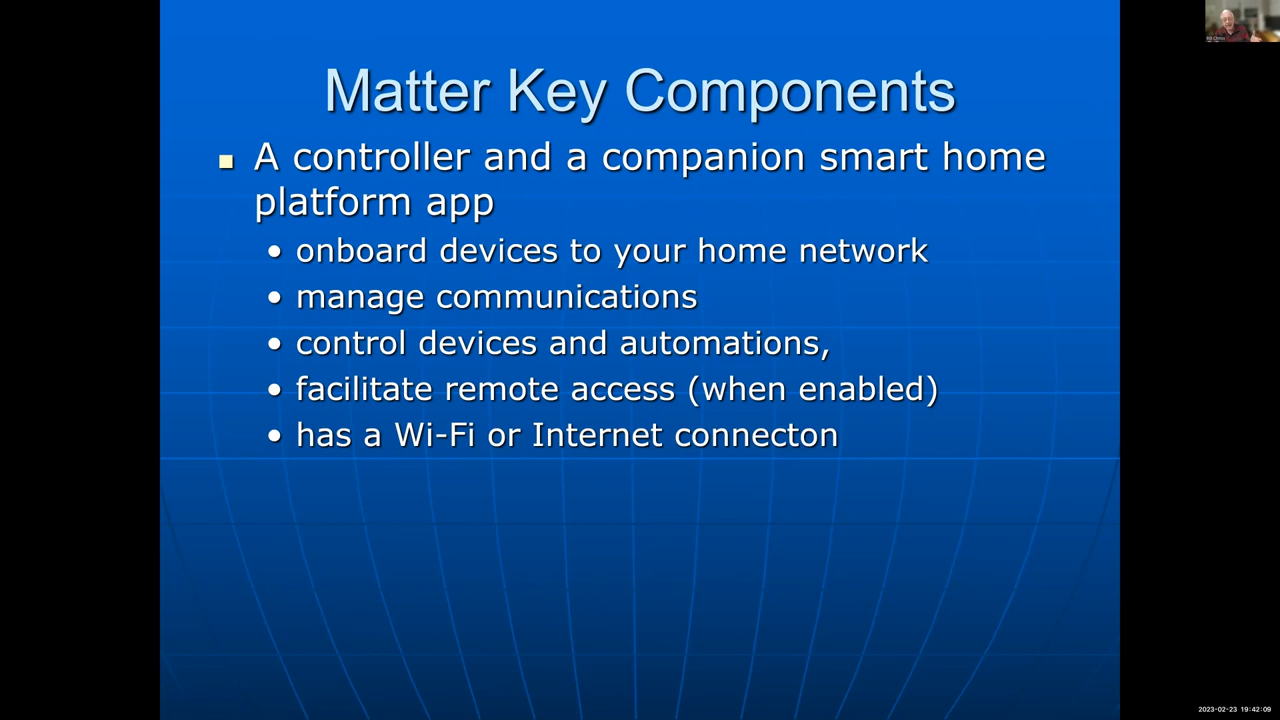 Matter Key Components
A controller and a companion smart home
platform app
onboard devices to your home network
manage communications
control devices and automations,
facilitate remote access (when enabled)
has a Wi-Fi or Internet connecton
2023-02-23 19:42:09